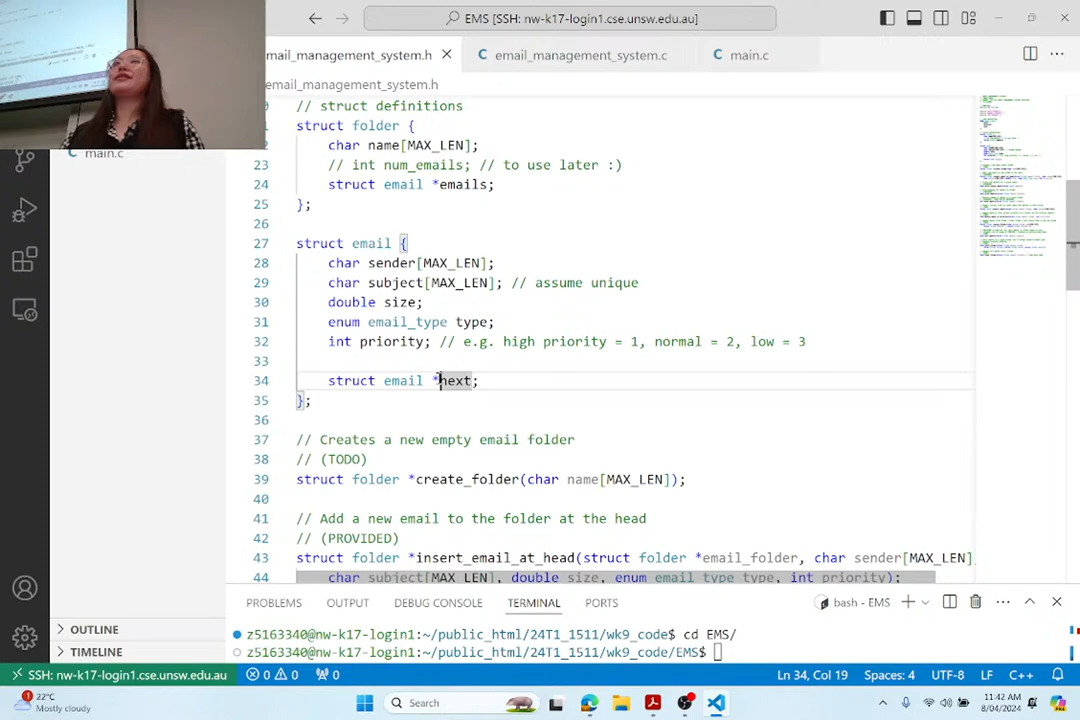 EMS [SSH: nw-k17-login1.cse.unsw.edu.au]
mail_management_system.h
email_management_system.c
main.c
email_management_system.h
main.c
// struct definitions
struct folder {
22 char name[MAX_LEN];
23 // int num_emails; // to use later :)
24 struct email *emails;
25 };
26
27 struct email {
28 char sender[MAX_LEN];
29 char subject[MAX_LEN]; // assume unique
30 double size;
31 enum email_type type;
32 int priority; // e.g. high priority = 1, normal = 2, low = 3
33
34 struct email *next;
35 };
36
37 // Creates a new empty email folder
38 // (TODO)
39 struct folder *create_folder(char name[MAX_LEN]);
40
41 // Add a new email to the folder at the head
42 // (PROVIDED)
43 struct folder *insert_email_at_head(struct folder *email_folder, char sender[MAX_LEN]
44 char subject[MAX_LEN], double size, enum email_type type, int priority);
PROBLEMS OUTPUT DEBUG CONSOLE TERMINAL PORTS
bash - EMS
z5163340@nw-k17-login1:~/public_html/24T1_1511/wk9_code$ cd EMS/
z5163340@nw-k17-login1:~/public_html/24T1_1511/wk9_code/EMS$
OUTLINE
TIMELINE
SSH: nw-k17-login1.cse.unsw.edu.au 0 0 0 Ln 34, Col 19 Spaces: 4 UTF-8 LF C++
1 22°C
Mostly cloudy
Search
11:42 AM
8/04/2024